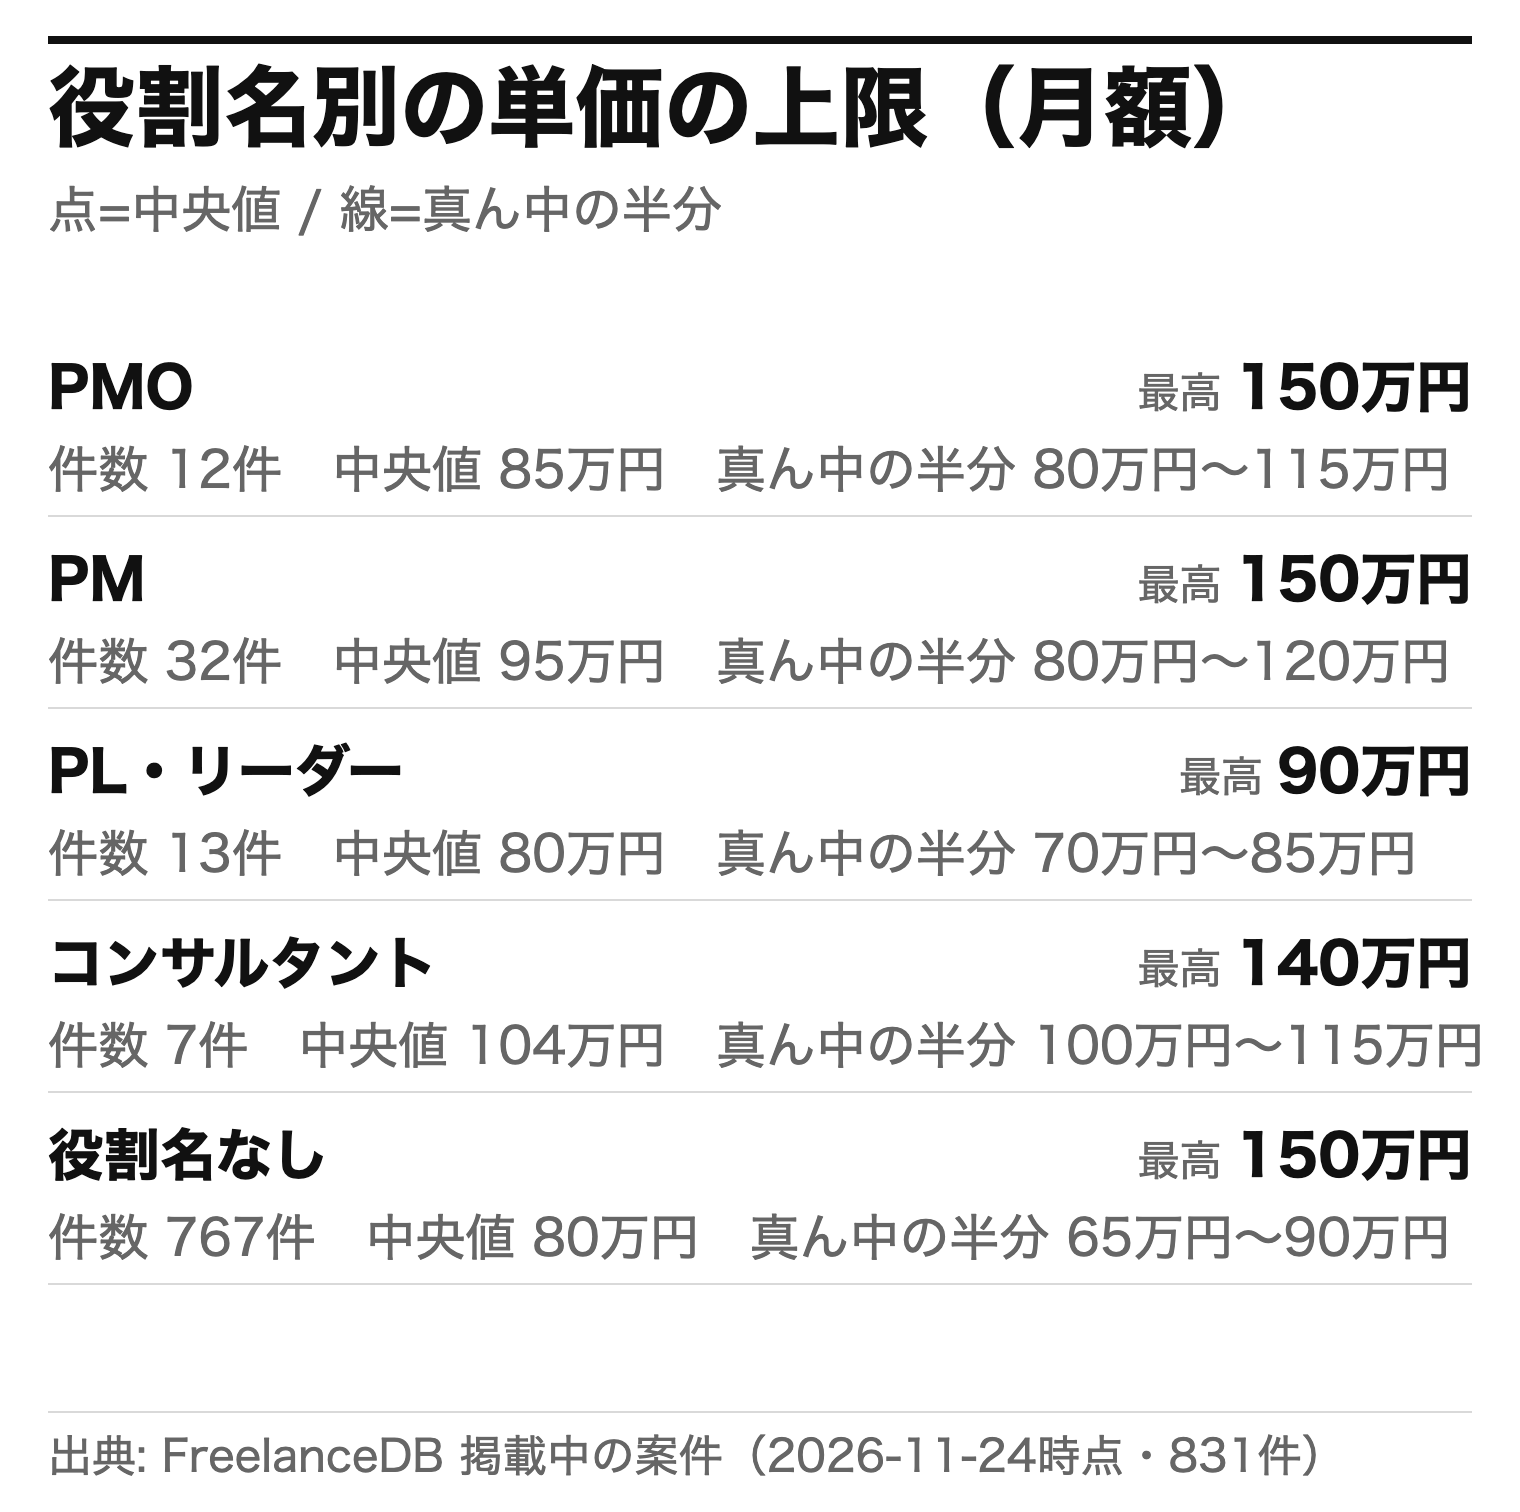 役割名別の単価の上限（月額）
点=中央値 / 線=真ん中の半分
PMO 最高 150万円
件数 12件　中央値 85万円　真ん中の半分 80万円〜115万円
PM 最高 150万円
件数 32件　中央値 95万円　真ん中の半分 80万円〜120万円
PL・リーダー 最高 90万円
件数 13件　中央値 80万円　真ん中の半分 70万円〜85万円
コンサルタント 最高 140万円
件数 7件　中央値 104万円　真ん中の半分 100万円〜115万円
役割名なし 最高 150万円
件数 767件　中央値 80万円　真ん中の半分 65万円〜90万円
出典: FreelanceDB 掲載中の案件（2026-11-24時点・831件）